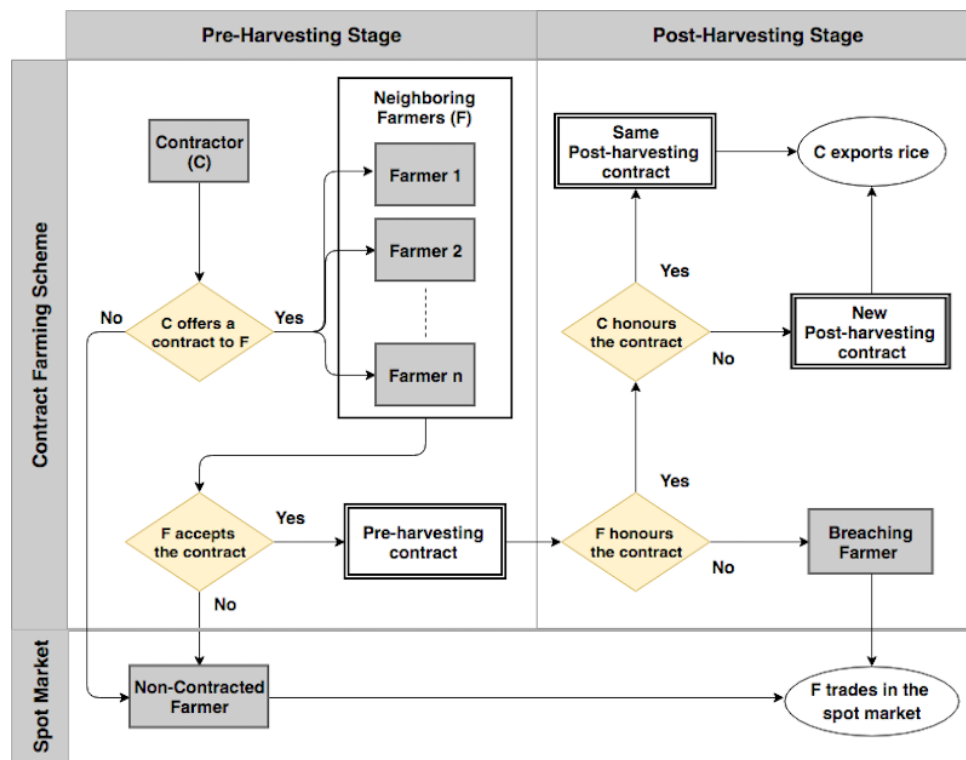 Pre-Harvesting Stage
Post-Harvesting Stage
Contract Farming Scheme
Spot Market
Contractor
(C)
Neighboring
Farmers (F)
Farmer 1
Farmer 2
Farmer n
No
C offers a
contract to F
Yes
F accepts
the contract
Yes
No
Pre-harvesting
contract
Same
Post-harvesting
contract
C exports rice
Yes
C honours
the contract
No
New
Post-harvesting
contract
Yes
F honours
the contract
No
Breaching
Farmer
Non-Contracted
Farmer
F trades in the
spot market